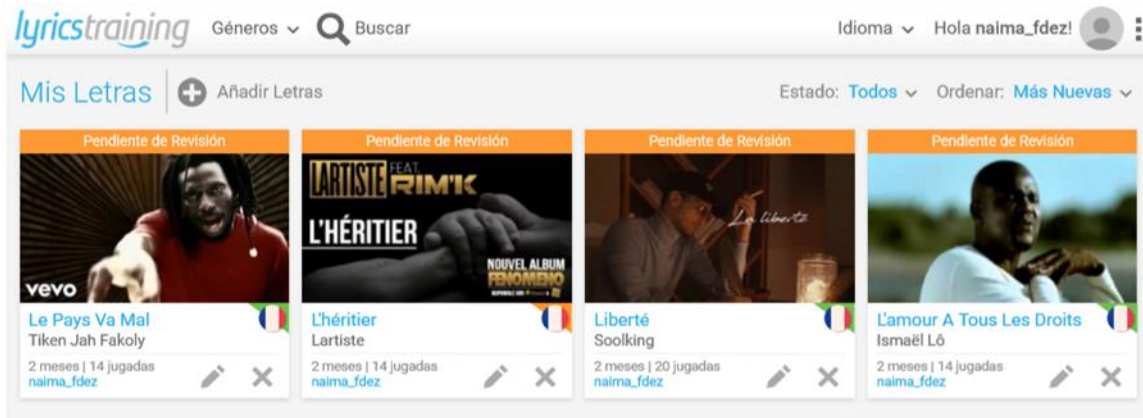 lyricstraining Géneros Buscar Idioma Hola naima_fdez!
Mis Letras Añadir Letras Estado: Todos Ordenar: Más Nuevas
Pendiente de Revisión
vevo
Le Pays Va Mal
Tiken Jah Fakoly
2 meses | 14 jugadas
naima_fdez
Pendiente de Revisión
LARTISTE FEAT. RIM'K
L'HÉRITIER
NOUVEL ALBUM
FENOMENO
L'héritier
Lartiste
2 meses | 14 jugadas
naima_fdez
Pendiente de Revisión
La liberté
Liberté
Soolking
2 meses | 20 jugadas
naima_fdez
Pendiente de Revisión
L'amour A Tous Les Droits
Ismaël Lô
2 meses | 14 jugadas
naima_fdez